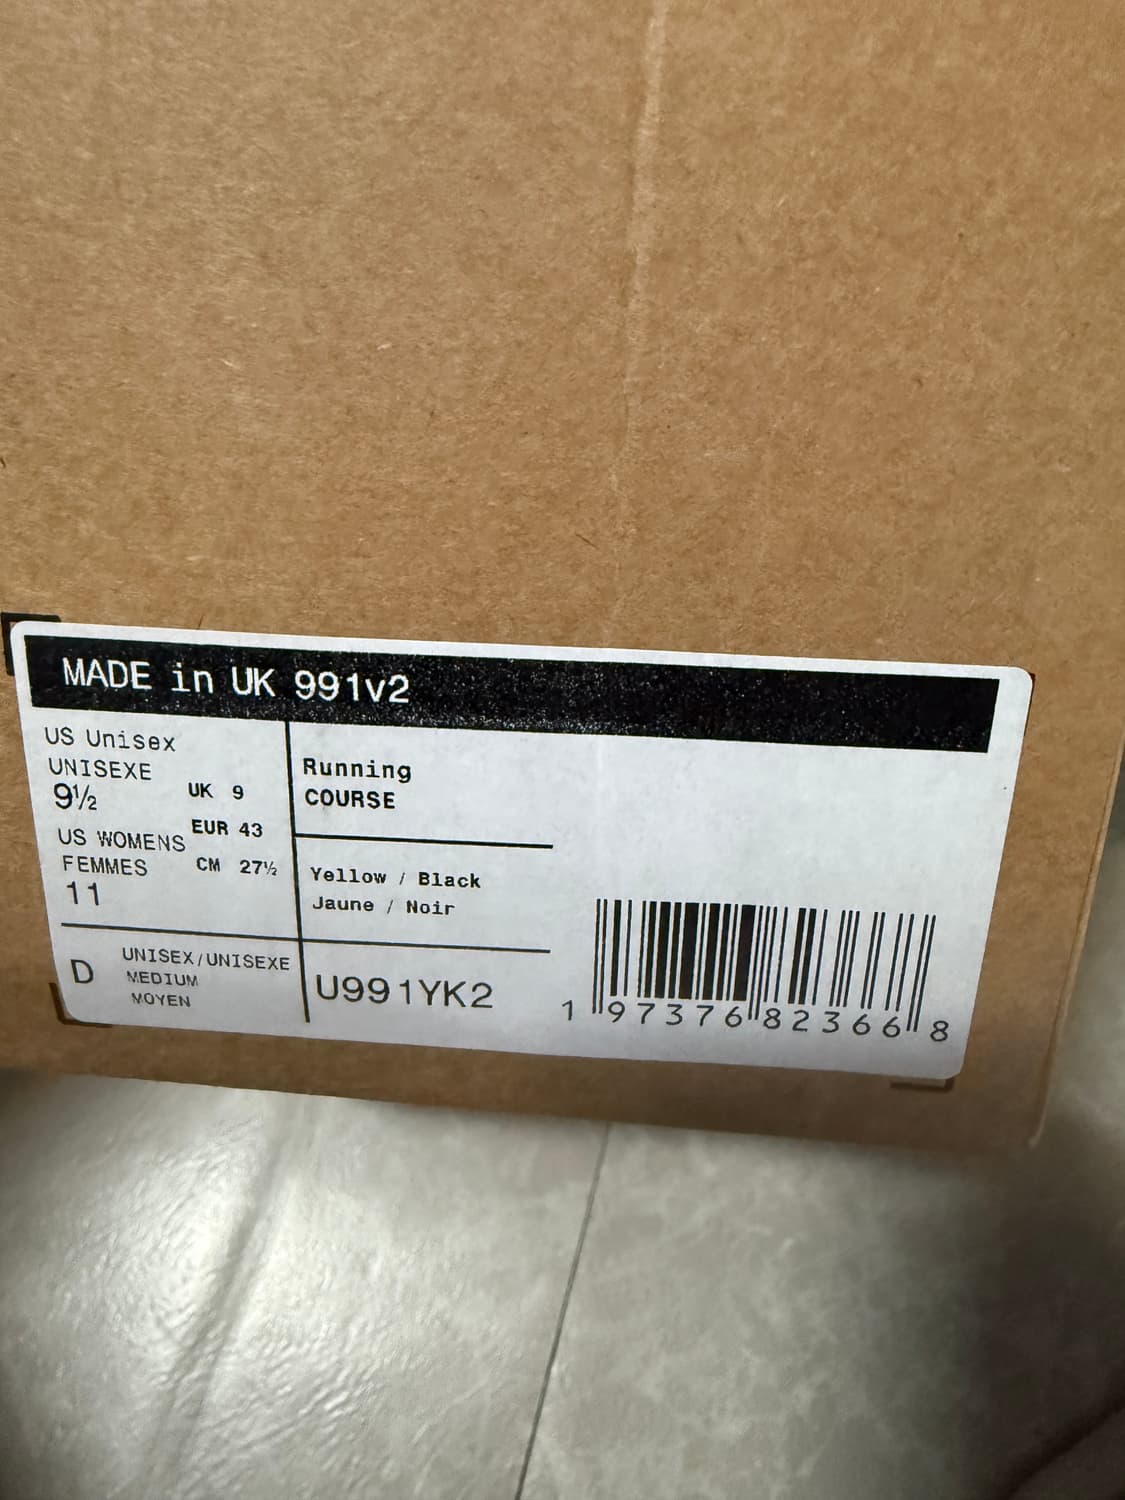 MADE in UK 991v2
US Unisex
UNISEXE
9½
US WOMENS
FEMMES
11
UK 9
EUR 43
CM 27½
Running
COURSE
Yellow / Black
Jaune / Noir
D
UNISEX/UNISEXE
MEDIUM
MOYEN
U991YK2
1 97376 82366 8